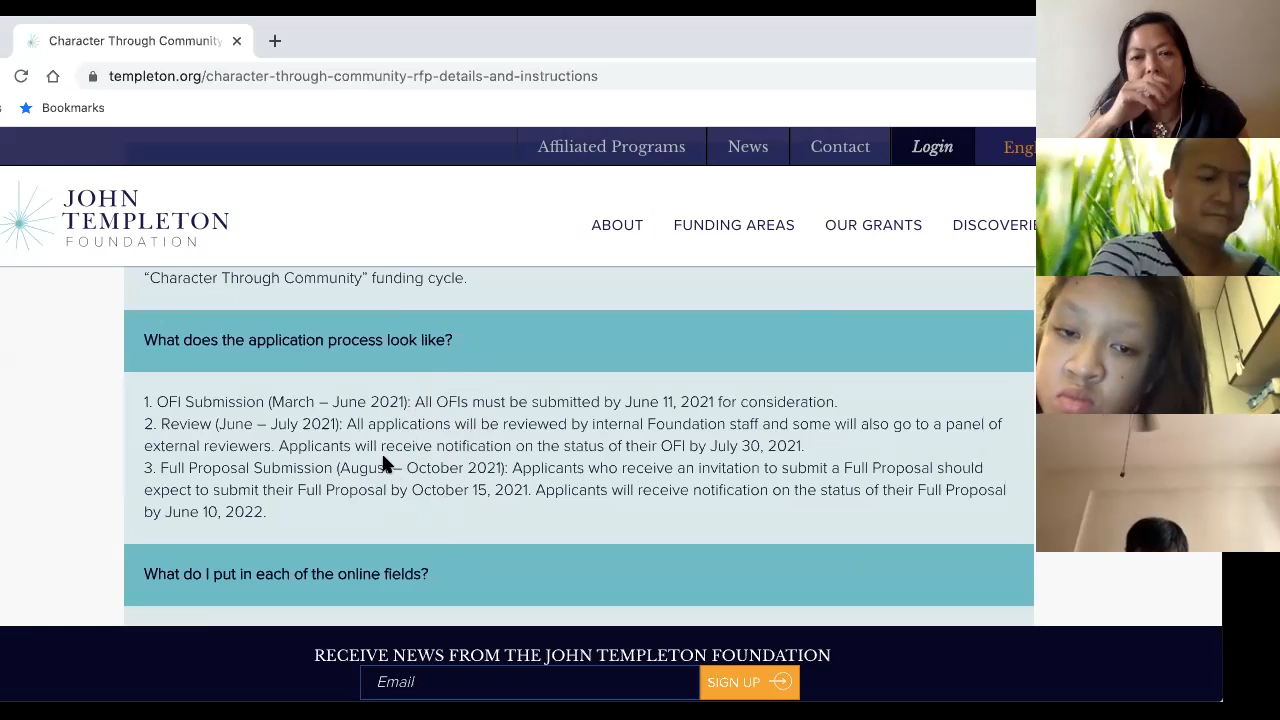 Character Through Community
templeton.org/character-through-community-rfp-details-and-instructions
Bookmarks
Affiliated Programs News Contact Login Eng
JOHN
TEMPLETON
FOUNDATION
ABOUT FUNDING AREAS OUR GRANTS DISCOVERIE
“Character Through Community” funding cycle.
What does the application process look like?
1. OFI Submission (March – June 2021): All OFIs must be submitted by June 11, 2021 for consideration.
2. Review (June – July 2021): All applications will be reviewed by internal Foundation staff and some will also go to a panel of
external reviewers. Applicants will receive notification on the status of their OFI by July 30, 2021.
3. Full Proposal Submission (August – October 2021): Applicants who receive an invitation to submit a Full Proposal should
expect to submit their Full Proposal by October 15, 2021. Applicants will receive notification on the status of their Full Proposal
by June 10, 2022.
What do I put in each of the online fields?
RECEIVE NEWS FROM THE JOHN TEMPLETON FOUNDATION
Email SIGN UP